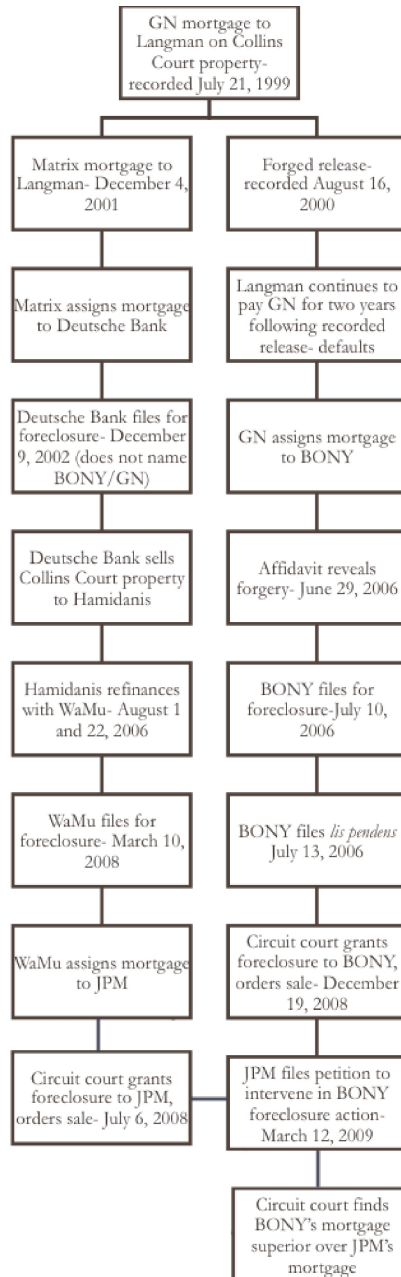 GN mortgage to
Langman on Collins
Court property-
recorded July 21, 1999
Matrix mortgage to
Langman- December 4,
2001
Matrix assigns mortgage
to Deutsche Bank
Deutsche Bank files for
foreclosure- December
9, 2002 (does not name
BONY/GN)
Deutsche Bank sells
Collins Court property
to Hamidanis
Hamidanis refinances
with WaMu- August 1
and 22, 2006
WaMu files for
foreclosure- March 10,
2008
WaMu assigns mortgage
to JPM
Circuit court grants
foreclosure to JPM,
orders sale- July 6, 2008
Forged release-
recorded August 16,
2000
Langman continues to
pay GN for two years
following recorded
release- defaults
GN assigns mortgage
to BONY
Affidavit reveals
forgery- June 29, 2006
BONY files for
foreclosure-July 10,
2006
BONY files lis pendens
July 13, 2006
Circuit court grants
foreclosure to BONY,
orders sale- December
19, 2008
JPM files petition to
intervene in BONY
foreclosure action-
March 12, 2009
Circuit court finds
BONY's mortgage
superior over JPM's
mortgage